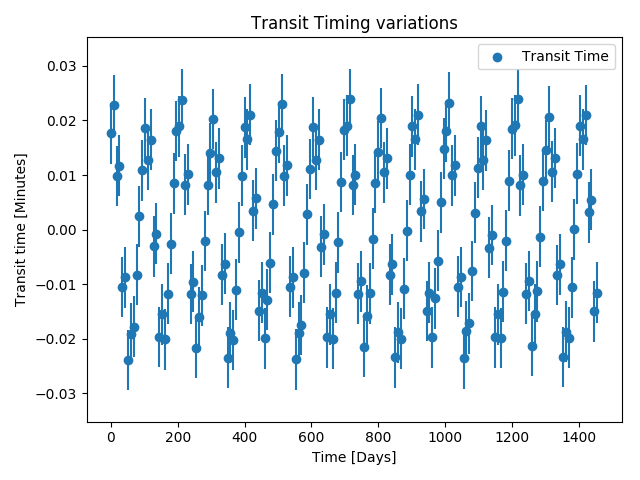 Transit Timing variations
Transit Time
Transit time [Minutes]
0.03
0.02
0.01
0.00
−0.01
−0.02
−0.03
0 200 400 600 800 1000 1200 1400
Time [Days]